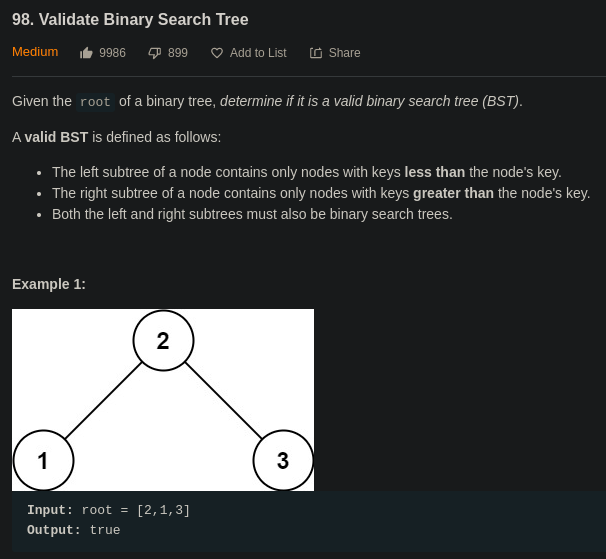 98. Validate Binary Search Tree
Medium 9986 899 Add to List Share
Given the root of a binary tree, determine if it is a valid binary search tree (BST).
A valid BST is defined as follows:
• The left subtree of a node contains only nodes with keys less than the node's key.
• The right subtree of a node contains only nodes with keys greater than the node's key.
• Both the left and right subtrees must also be binary search trees.
Example 1:
2
1 3
Input: root = [2,1,3]
Output: true